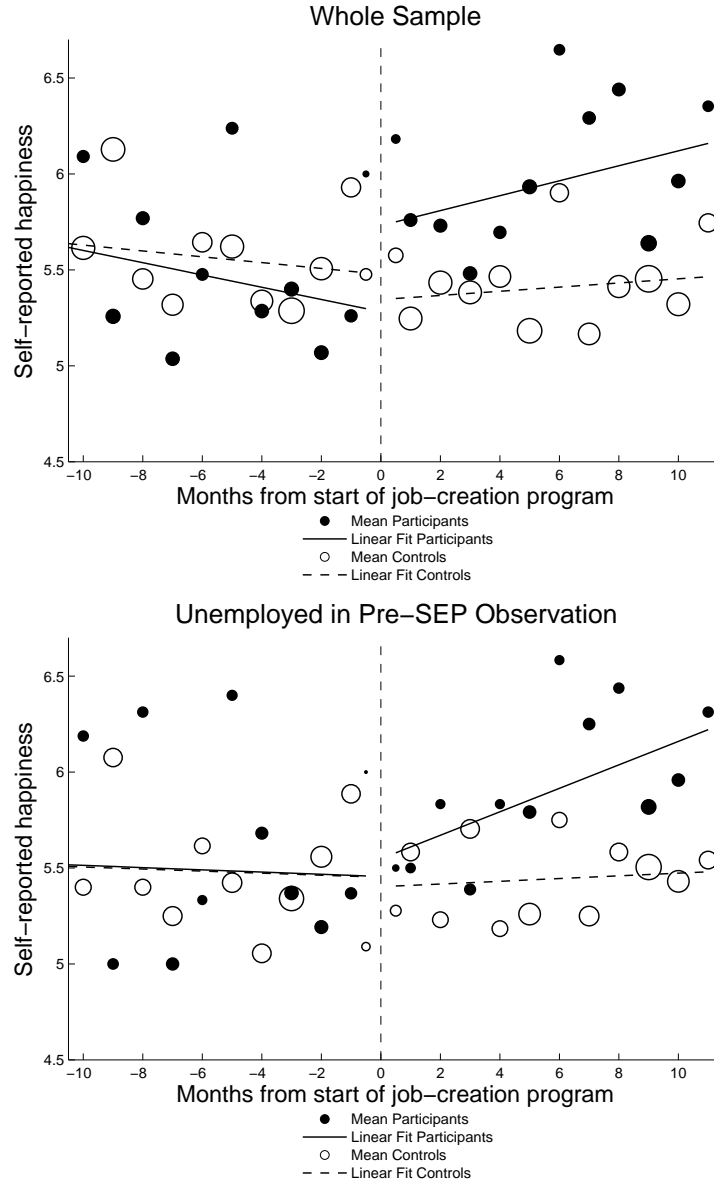 Whole Sample
6.5
6
5.5
5
4.5
Self−reported happiness
−10 −8 −6 −4 −2 0 2 4 6 8 10
Months from start of job−creation program
Mean Participants
Linear Fit Participants
Mean Controls
Linear Fit Controls
Unemployed in Pre−SEP Observation
6.5
6
5.5
5
4.5
Self−reported happiness
−10 −8 −6 −4 −2 0 2 4 6 8 10
Months from start of job−creation program
Mean Participants
Linear Fit Participants
Mean Controls
Linear Fit Controls